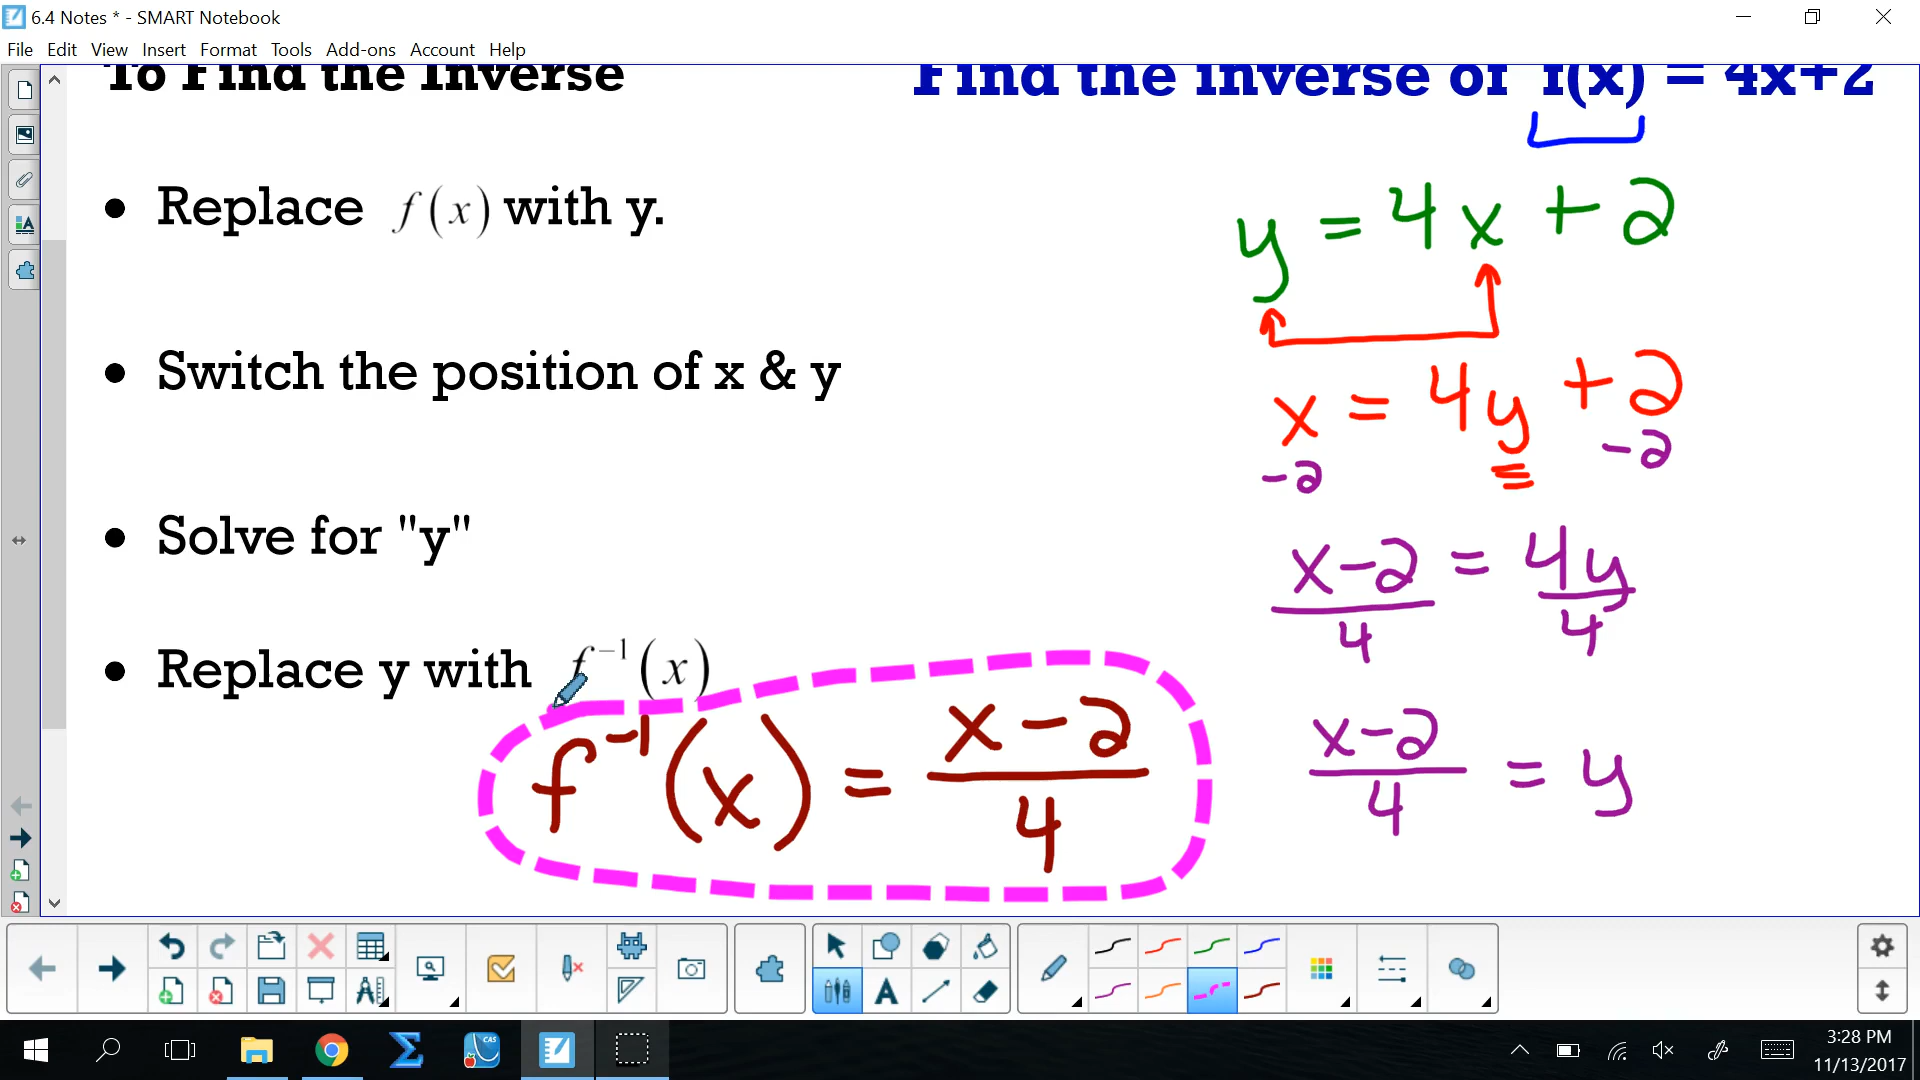 6.4 Notes * - SMART Notebook
File Edit View Insert Format Tools Add-ons Account Help
To Find the Inverse
Find the inverse of f(x) = 4x+2
• Replace f(x) with y.
y = 4x + 2
• Switch the position of x & y
x = 4y + 2
-2 -2
• Solve for "y"
x-2 = 4y
4 4
• Replace y with f⁻¹(x)
f⁻¹(x) = x-2
4
x-2 = y
4
A
CAS
3:28 PM
11/13/2017